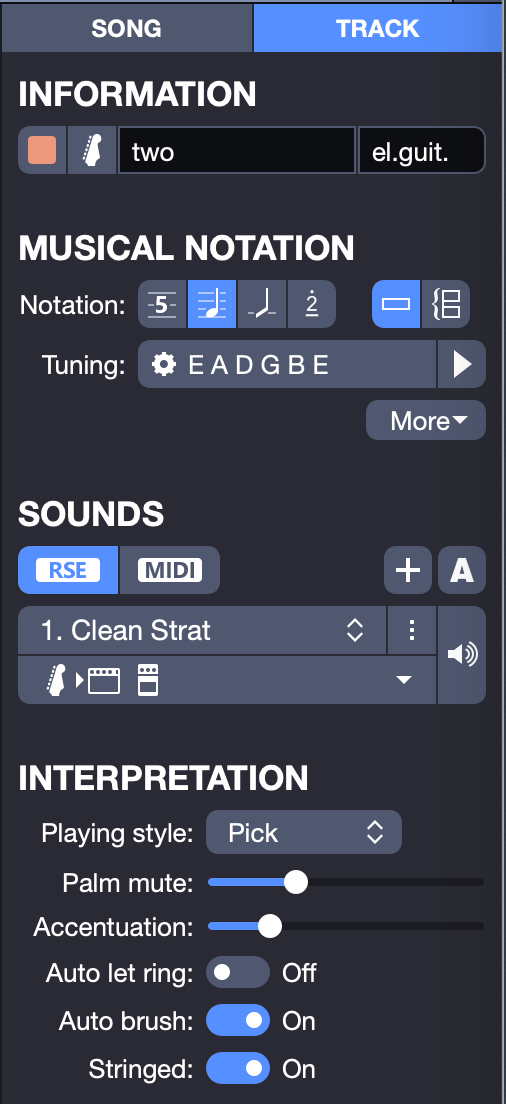 SONG TRACK
INFORMATION
two el.guit.
MUSICAL NOTATION
Notation: 5 2
Tuning: E A D G B E
More
SOUNDS
RSE MIDI + A
1. Clean Strat
INTERPRETATION
Playing style: Pick
Palm mute:
Accentuation:
Auto let ring: Off
Auto brush: On
Stringed: On